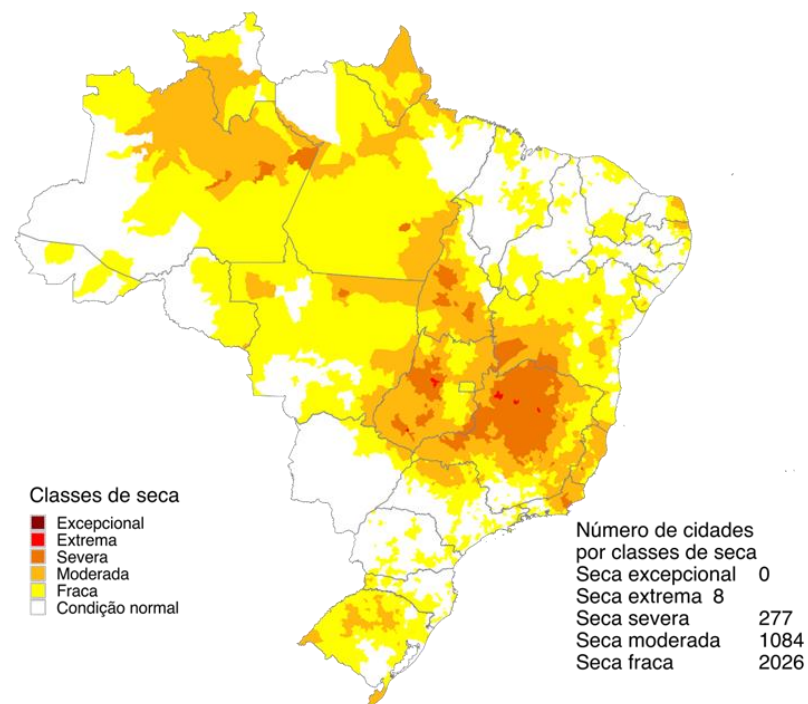 Classes de seca
Excepcional
Extrema
Severa
Moderada
Fraca
Condição normal
Número de cidades
por classes de seca
Seca excepcional 0
Seca extrema 8
Seca severa 277
Seca moderada 1084
Seca fraca 2026